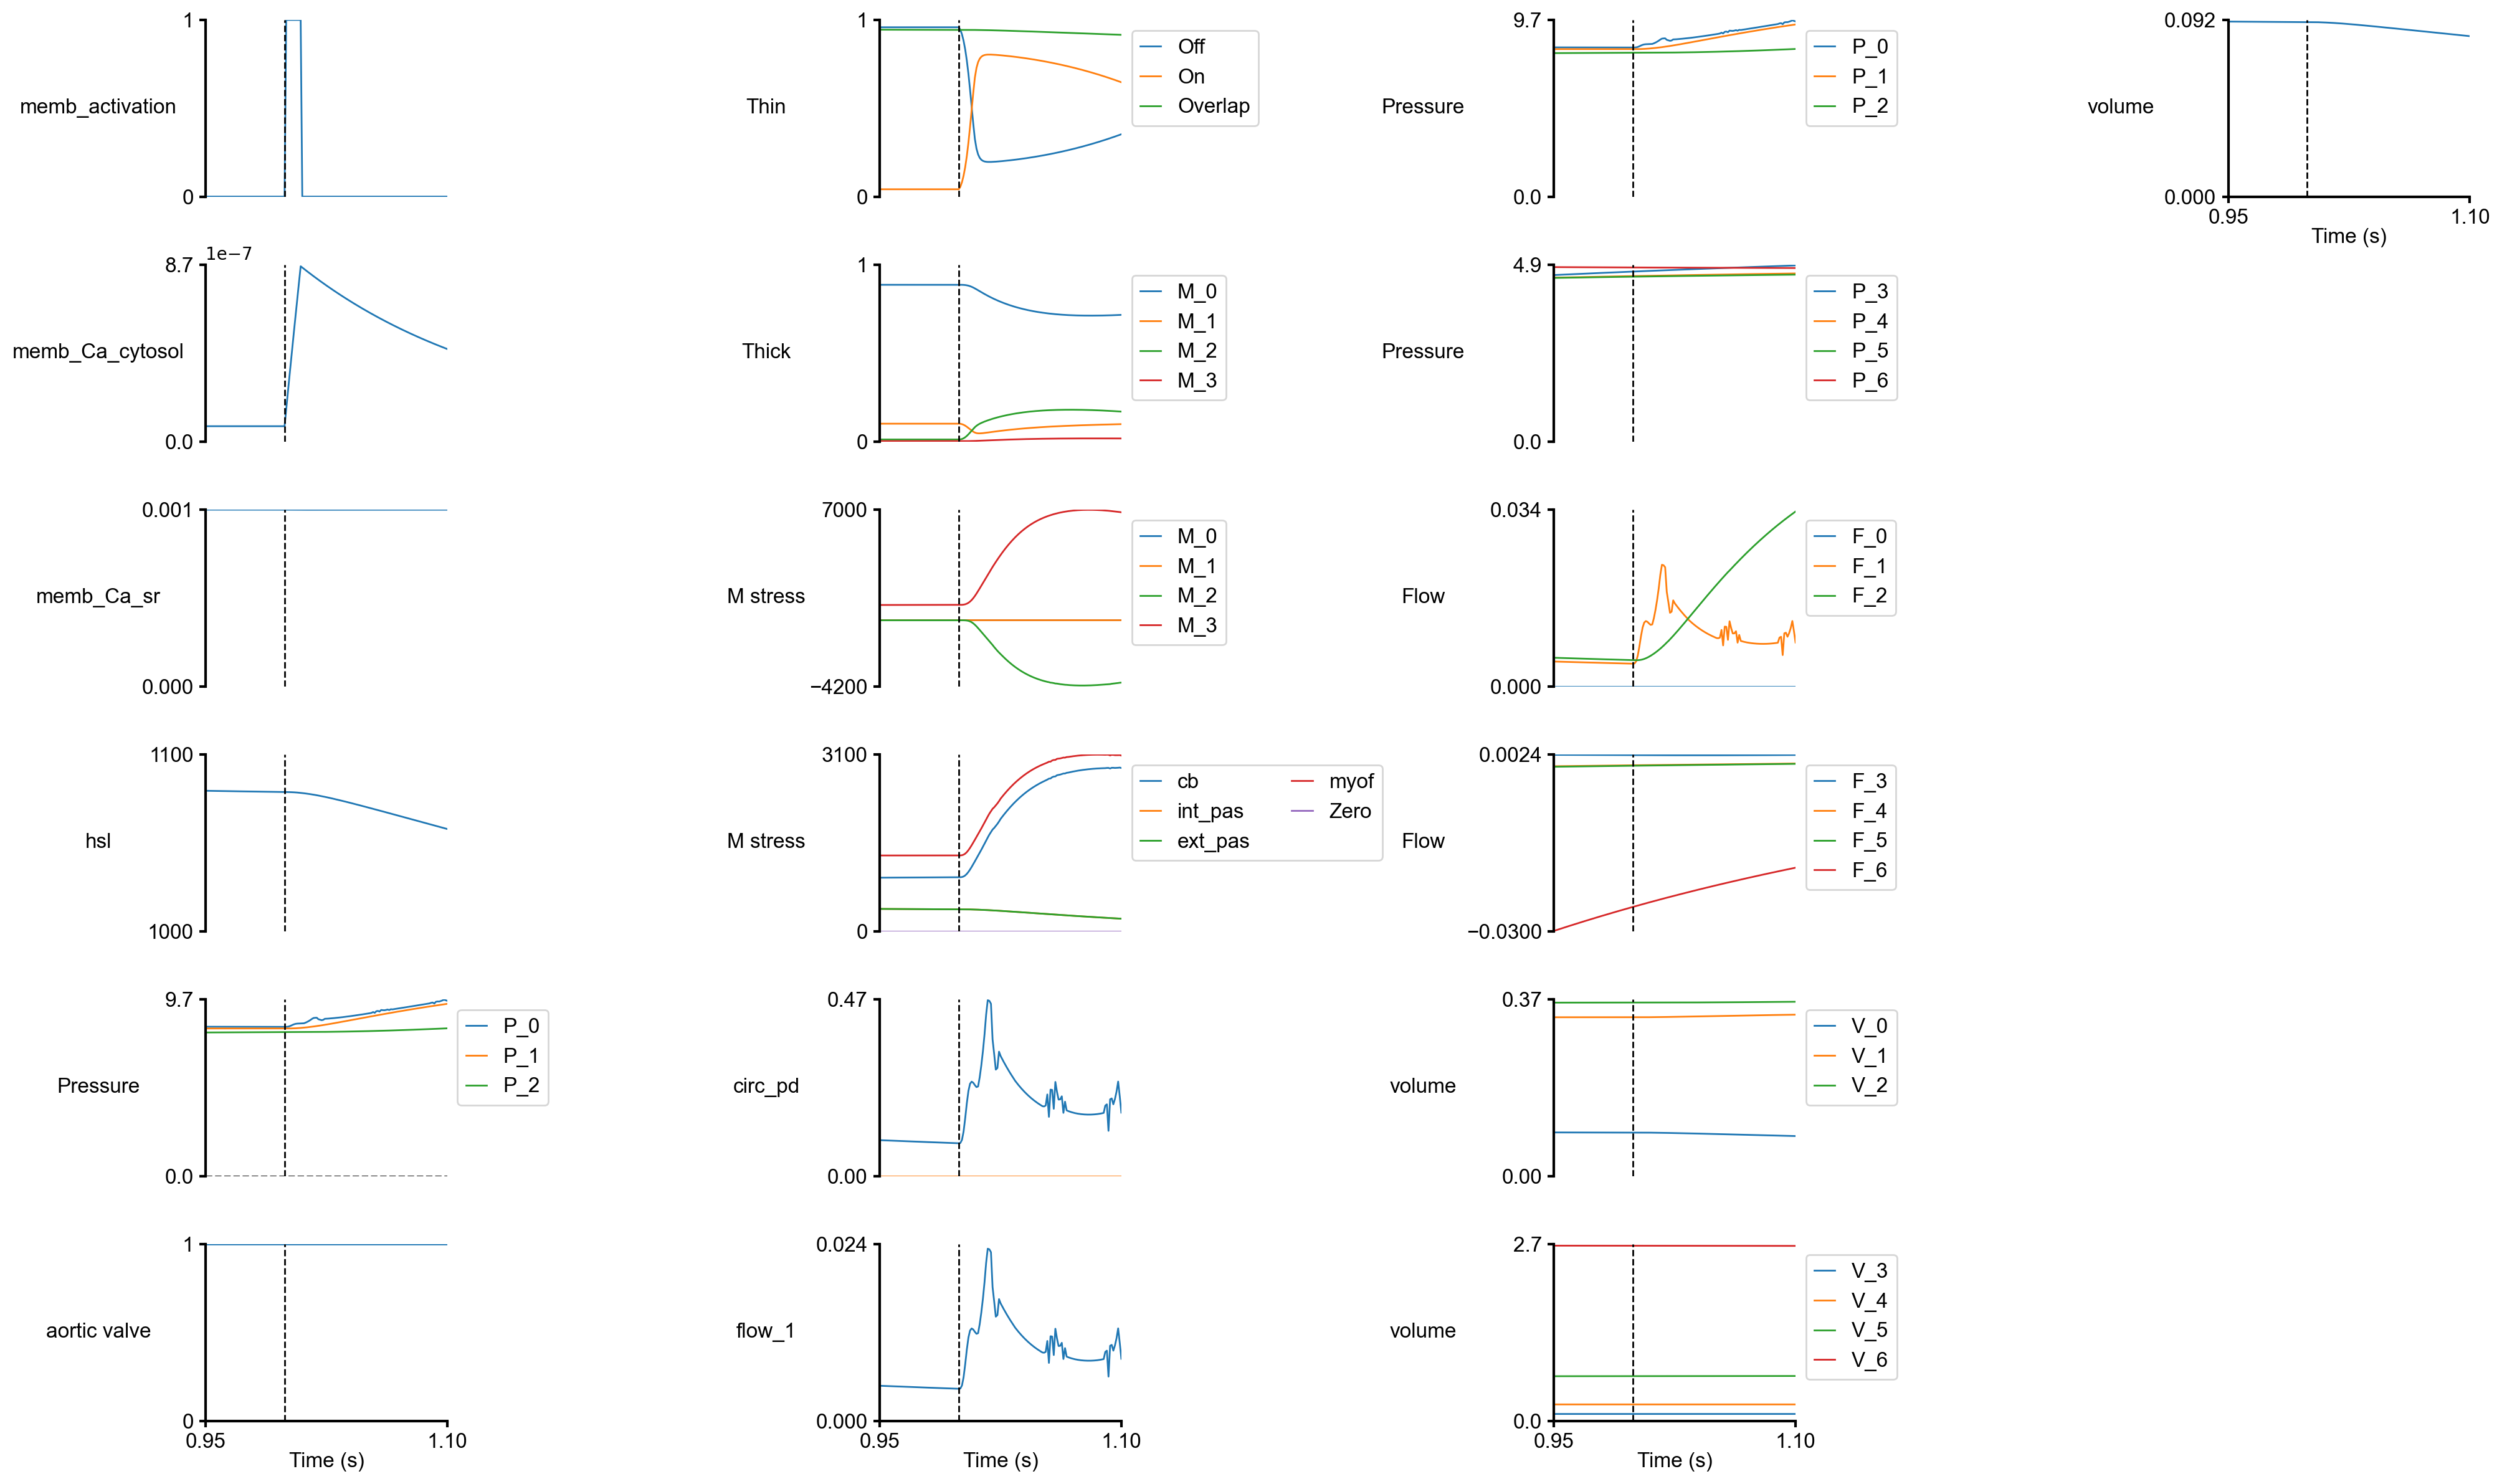 1
memb_activation
0
1
Thin
0
Off
On
Overlap
9.7
Pressure
0.0
P_0
P_1
P_2
0.092
volume
0.000
0.95
1.10
Time (s)
1e−7
8.7
memb_Ca_cytosol
0.0
1
Thick
0
M_0
M_1
M_2
M_3
4.9
Pressure
0.0
P_3
P_4
P_5
P_6
0.001
memb_Ca_sr
0.000
7000
M stress
−4200
M_0
M_1
M_2
M_3
0.034
Flow
0.000
F_0
F_1
F_2
1100
hsl
1000
3100
M stress
0
cb
int_pas
ext_pas
myof
Zero
0.0024
Flow
−0.0300
F_3
F_4
F_5
F_6
9.7
Pressure
0.0
P_0
P_1
P_2
0.47
circ_pd
0.00
0.37
volume
0.00
V_0
V_1
V_2
1
aortic valve
0
0.95
1.10
Time (s)
0.024
flow_1
0.000
0.95
1.10
Time (s)
2.7
volume
0.0
V_3
V_4
V_5
V_6
0.95
1.10
Time (s)